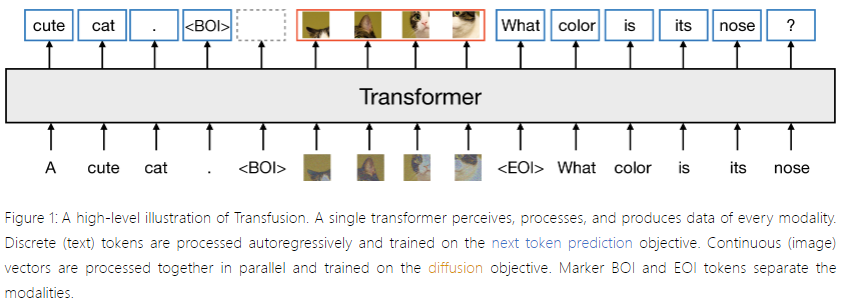 cute cat . <BOI> What color is its nose ?
Transformer
A cute cat . <BOI> <EOI> What color is its nose
Figure 1: A high-level illustration of Transfusion. A single transformer perceives, processes, and produces data of every modality.
Discrete (text) tokens are processed autoregressively and trained on the next token prediction objective. Continuous (image)
vectors are processed together in parallel and trained on the diffusion objective. Marker BOI and EOI tokens separate the
modalities.